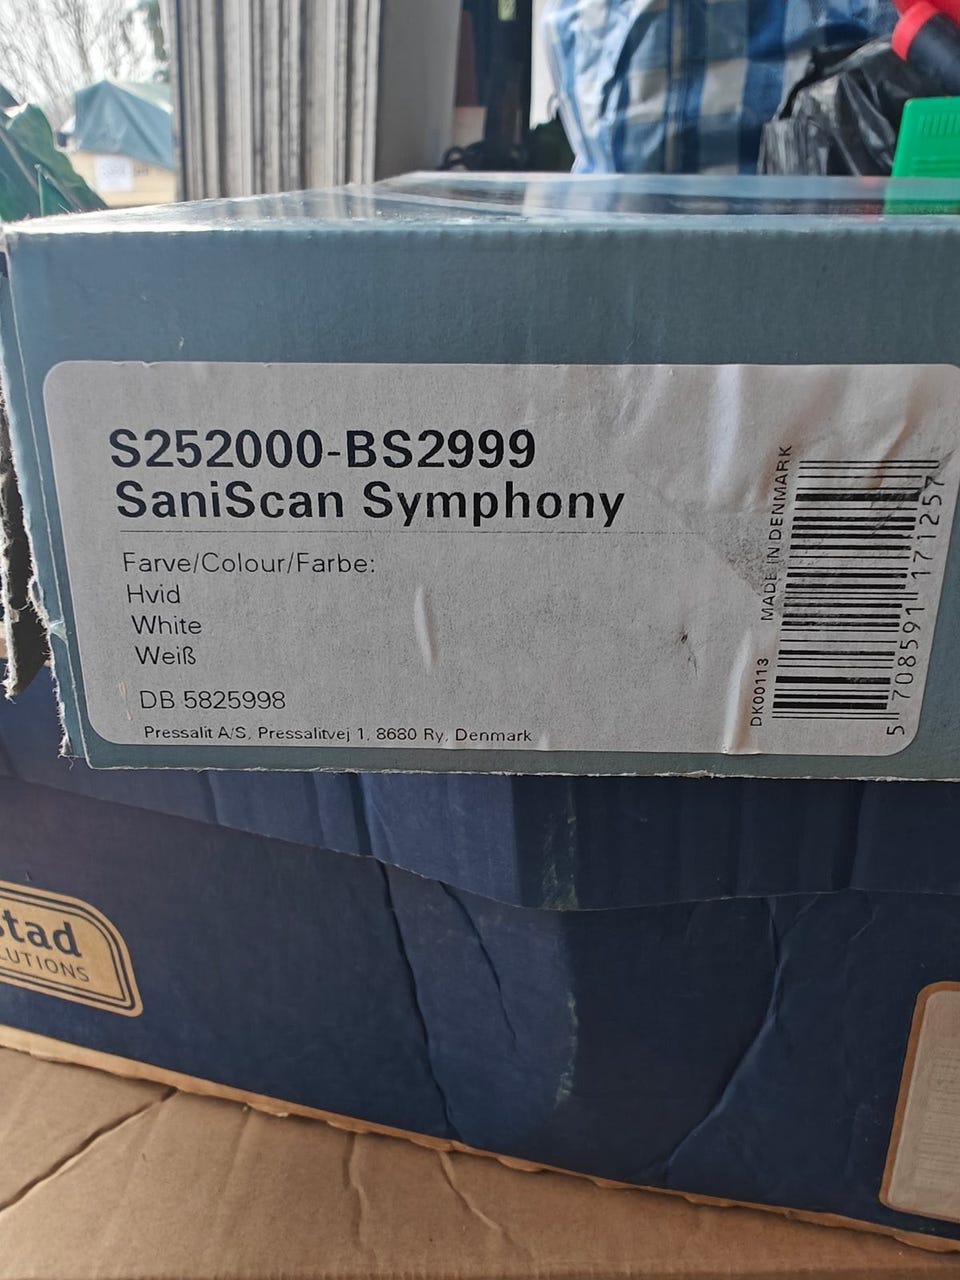 S252000-BS2999
SaniScan Symphony
Farve/Colour/Farbe:
Hvid
White
Weiß
DB 5825998
Pressalit A/S, Pressalitvej 1, 8680 Ry, Denmark
MADE IN DENMARK
DK00113
5 708591 171257
stad
LUTIONS